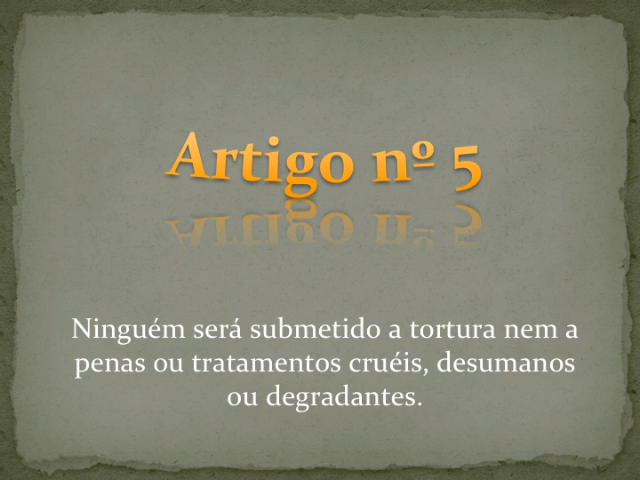 Artigo nº 5
Ninguém será submetido a tortura nem a
penas ou tratamentos cruéis, desumanos
ou degradantes.